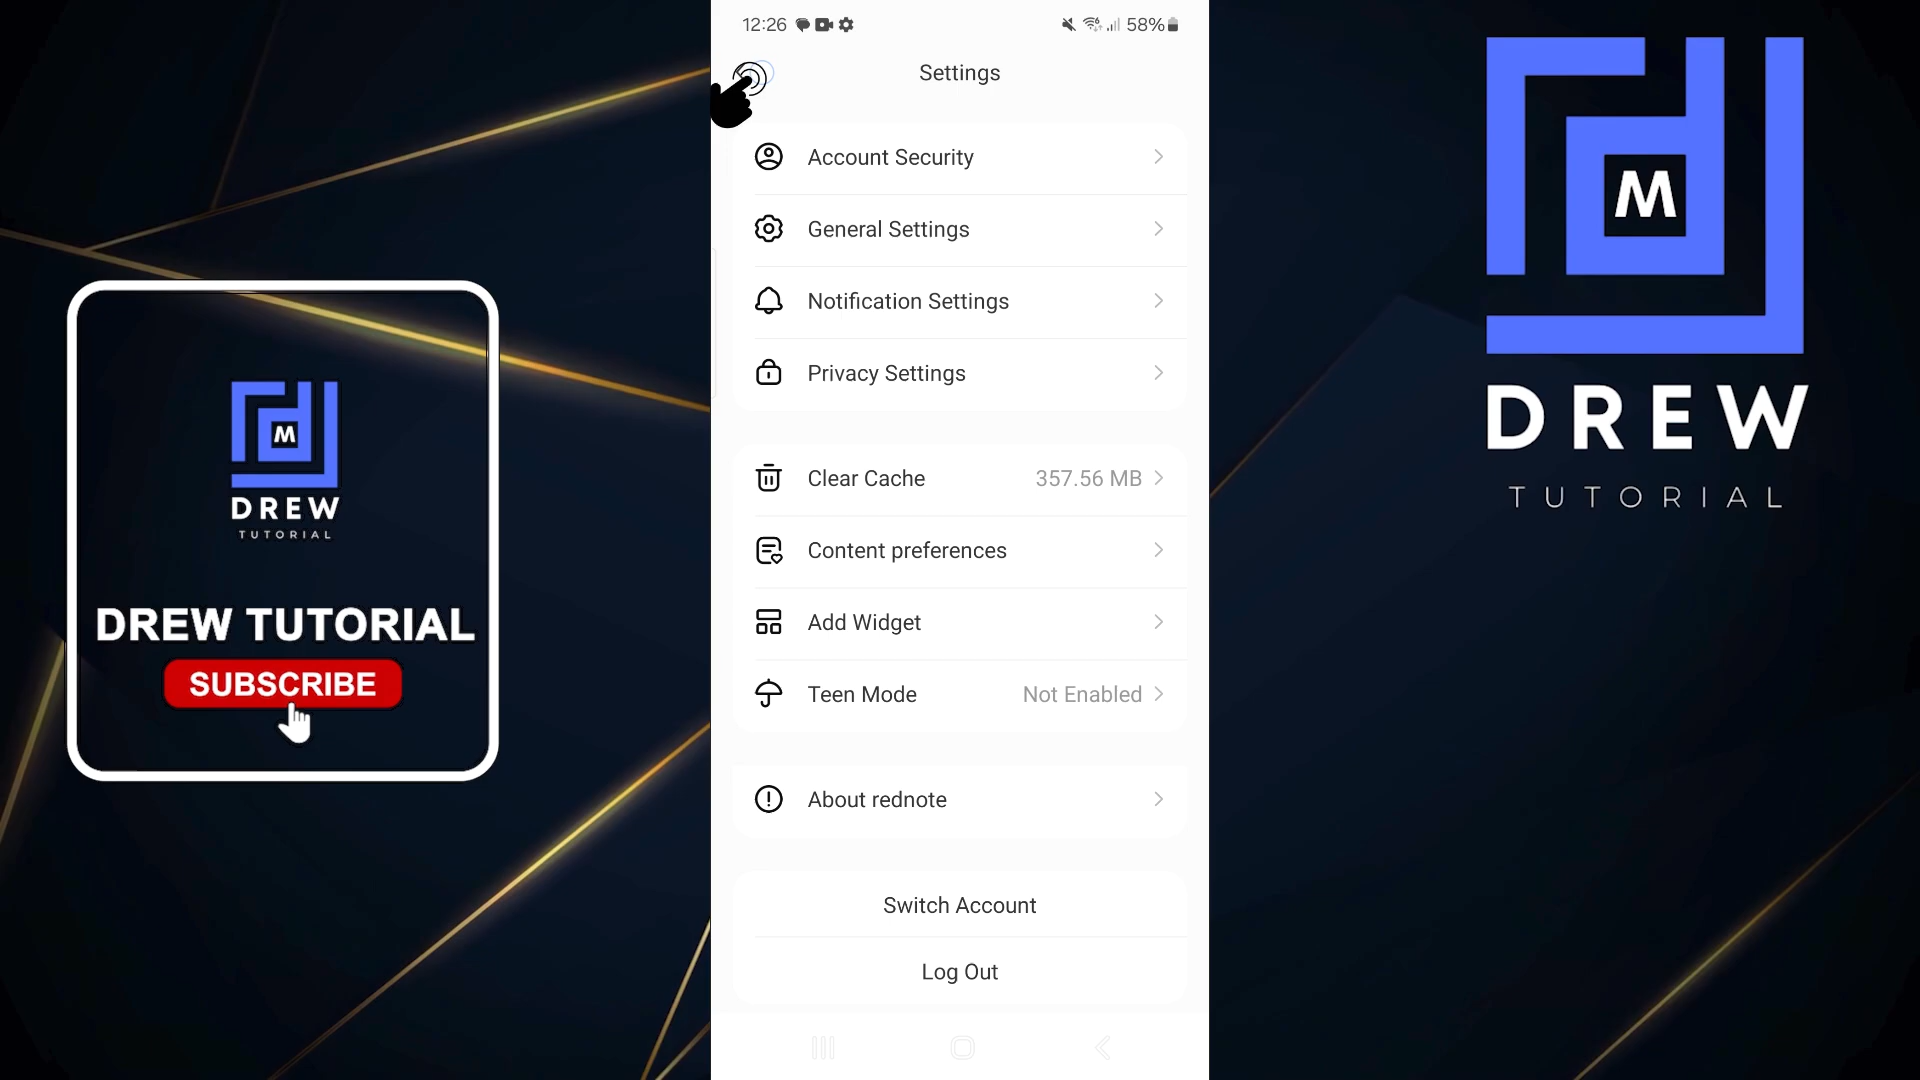 12:26
58%
Settings
Account Security
General Settings
Notification Settings
Privacy Settings
Clear Cache 357.56 MB
Content preferences
Add Widget
Teen Mode Not Enabled
About rednote
Switch Account
Log Out
M
DREW
TUTORIAL
DREW TUTORIAL
SUBSCRIBE
M
DREW
TUTORIAL